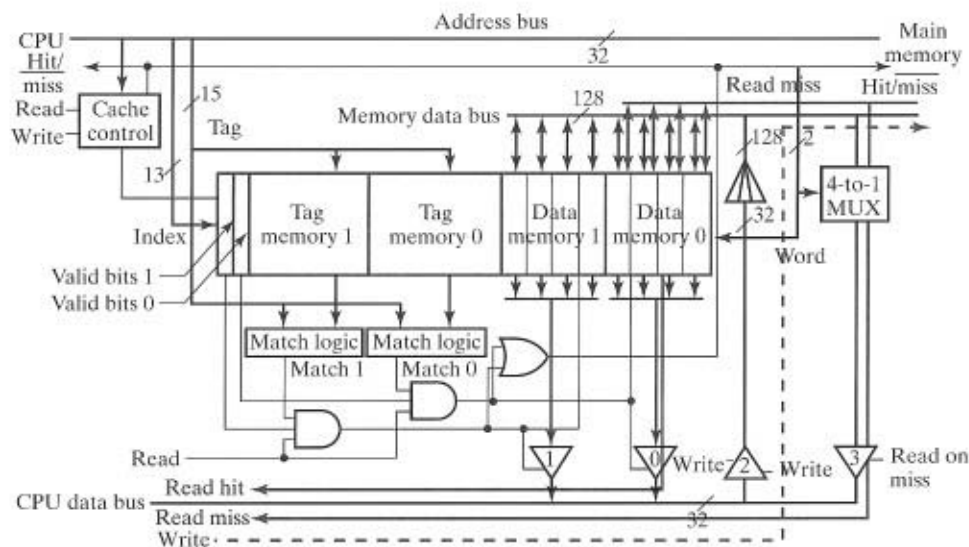 Address bus
CPU
32
Main
memory
Hit/
miss
Read miss
Hit/miss
Read
Write
Cache
control
15
Tag
Memory data bus
128
128
2
13
4-to-1
MUX
Tag
memory 1
Tag
memory 0
Data
memory 1
Data
memory 0
32
Index
Word
Valid bits 1
Valid bits 0
Match logic
Match logic
Match 1
Match 0
Read
1
0
Write
2
Write
3
Read on
miss
Read hit
CPU data bus
32
Read miss
Write